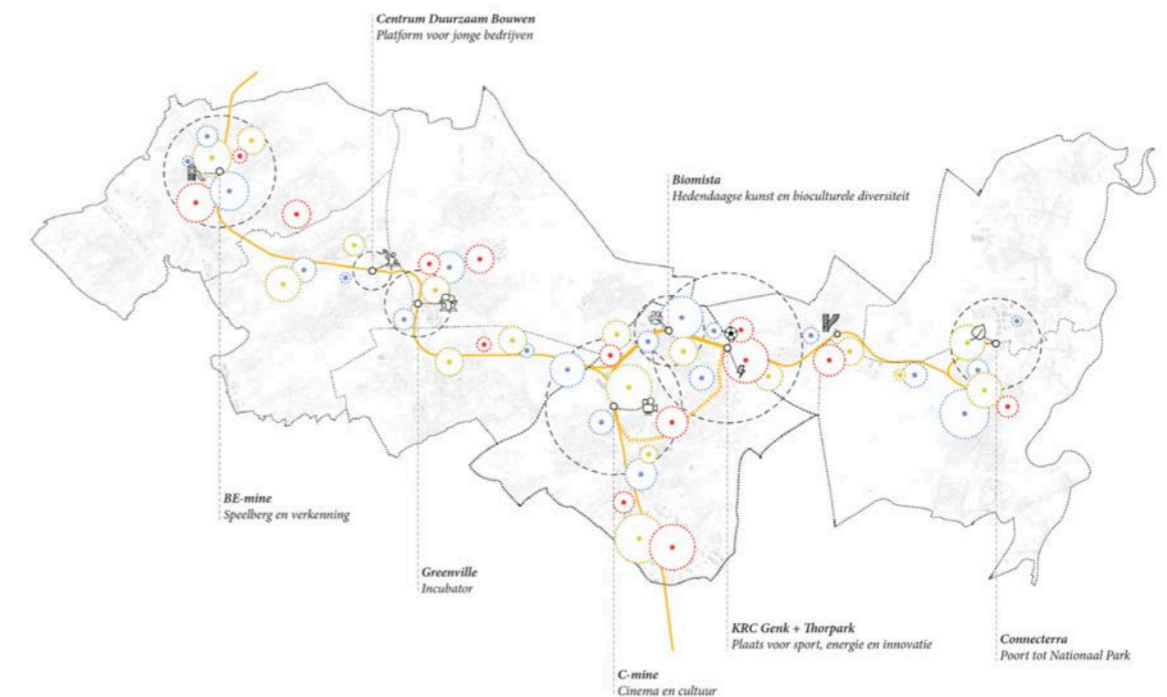 Centrum Duurzaam Bouwen
Platform voor jonge bedrijven
Biomista
Hedendaagse kunst en bioculturele diversiteit
BE-mine
Speelberg en verkenning
Greenville
Incubator
KRC Genk + Thorpark
Plaats voor sport, energie en innovatie
Connecterra
Poort tot Nationaal Park
C-mine
Cinema en cultuur